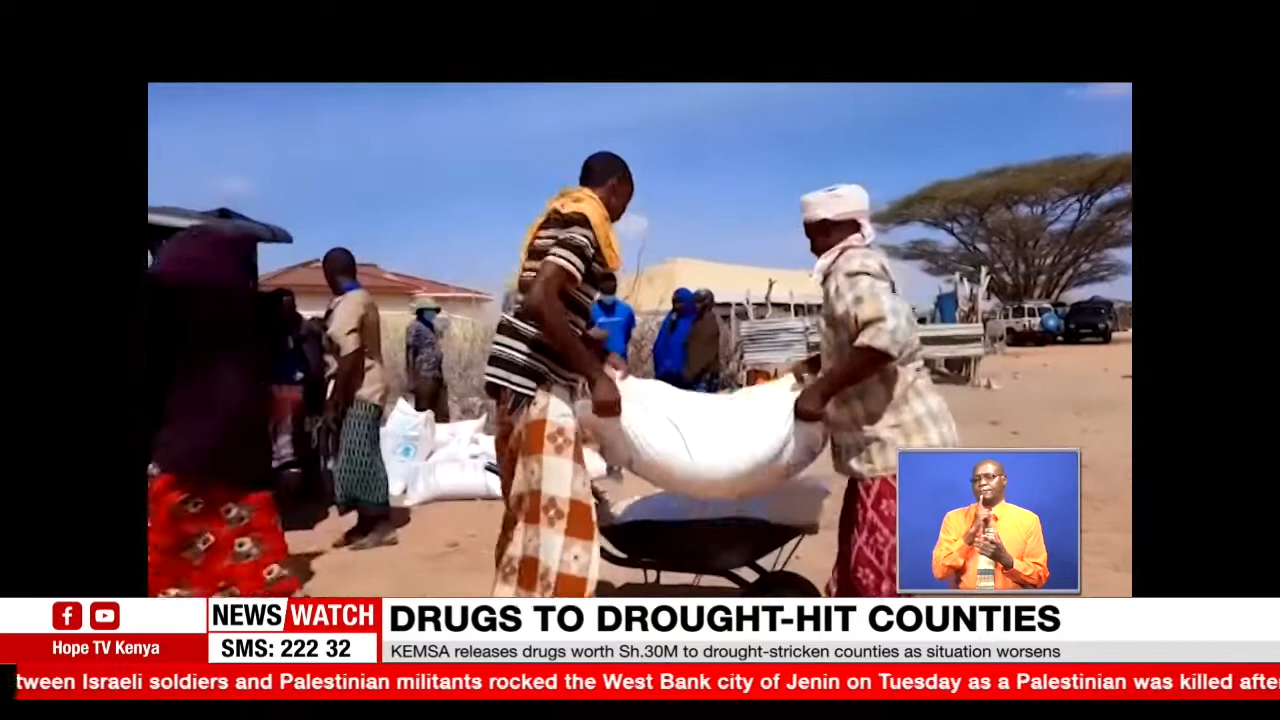 Hope TV Kenya
NEWS WATCH
SMS: 222 32
DRUGS TO DROUGHT-HIT COUNTIES
KEMSA releases drugs worth Sh.30M to drought-stricken counties as situation worsens
Israeli soldiers and Palestinian militants rocked the West Bank city of Jenin on Tuesday as a Palestinian was killed